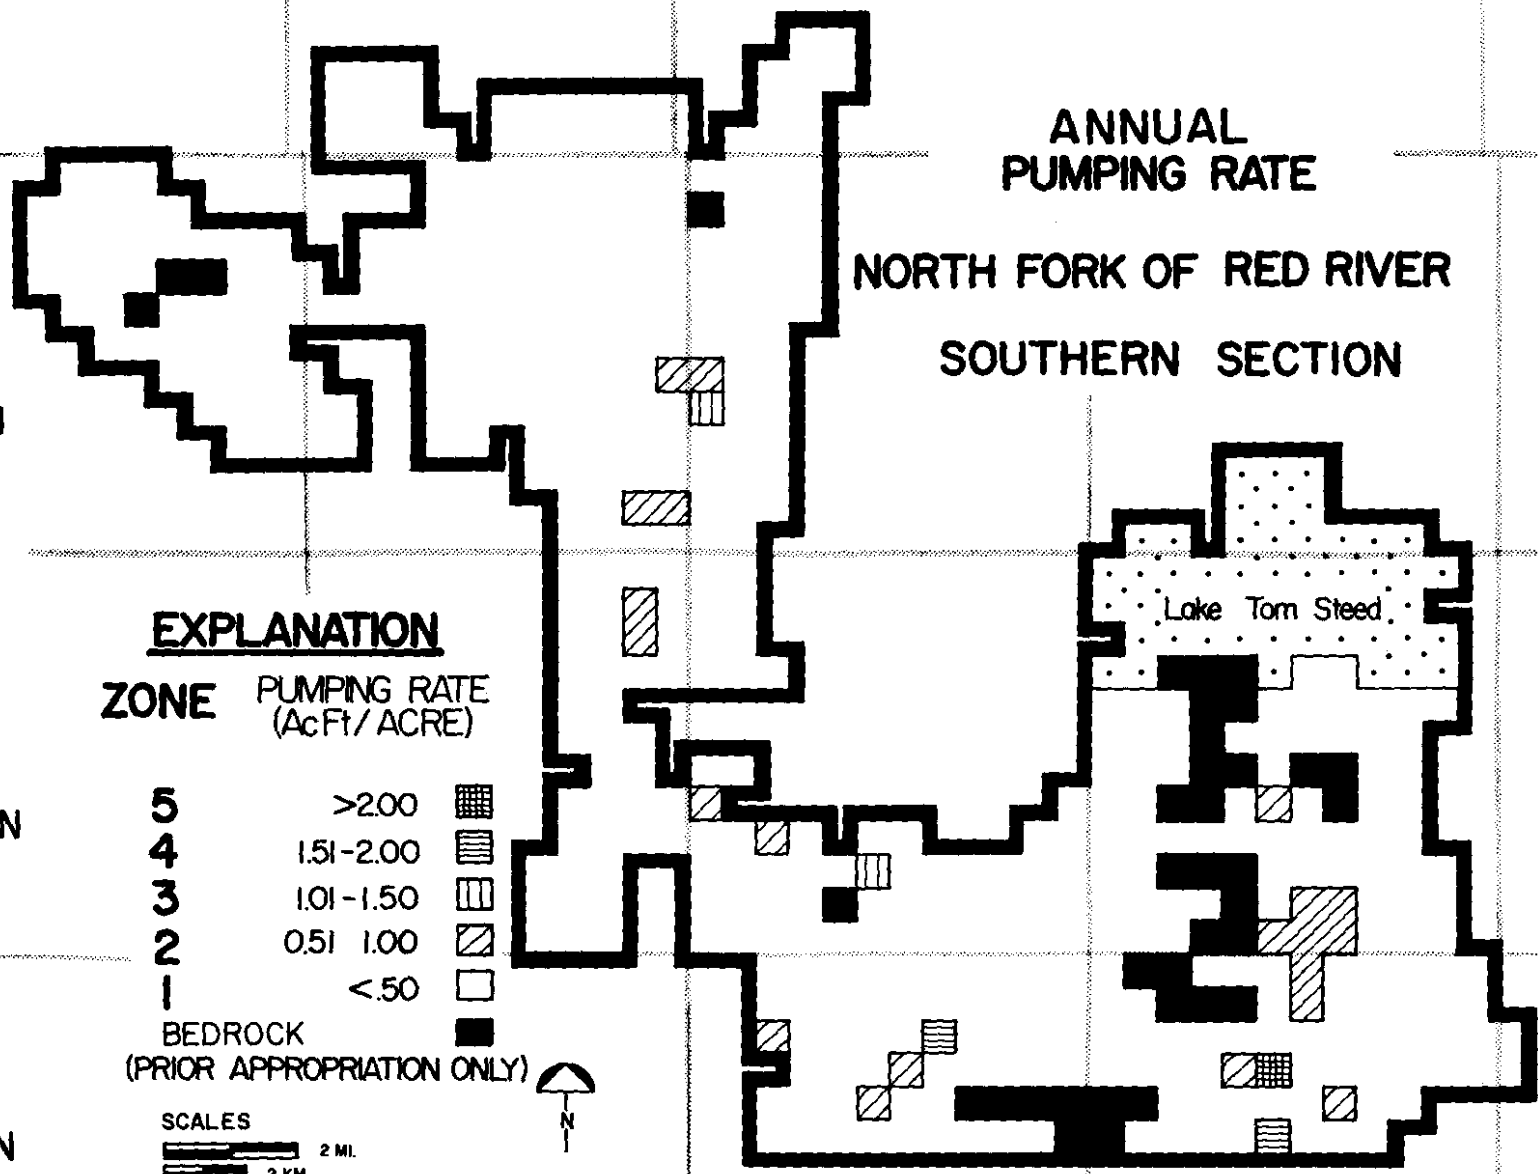 ANNUAL
PUMPING RATE
NORTH FORK OF RED RIVER
SOUTHERN SECTION
Lake Tom Steed
EXPLANATION
ZONE PUMPING RATE
(AcFt/ACRE)
5 >2.00
4 1.51-2.00
3 1.01-1.50
2 0.51 1.00
1 <.50
BEDROCK
(PRIOR APPROPRIATION ONLY)
N
SCALES
2 MI.
2 KM
N
N